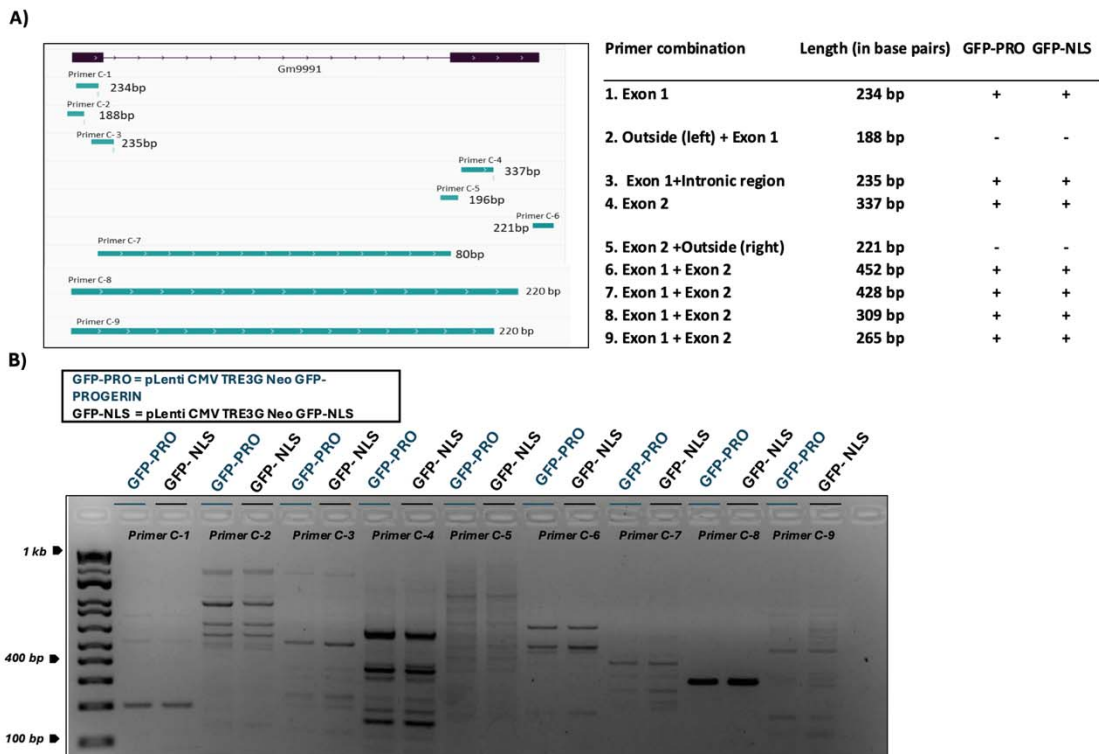 A)
Gm9991
Primer C-1
234bp
Primer C-2
188bp
Primer C- 3
235bp
Primer C-4
337bp
Primer C-5
196bp
Primer C-6
221bp
Primer C-7
80bp
Primer C-8
220 bp
Primer C-9
220 bp
Primer combination Length (in base pairs) GFP-PRO GFP-NLS
1. Exon 1 234 bp + +
2. Outside (left) + Exon 1 188 bp - -
3. Exon 1+Intronic region 235 bp + +
4. Exon 2 337 bp + +
5. Exon 2 +Outside (right) 221 bp - -
6. Exon 1 + Exon 2 452 bp + +
7. Exon 1 + Exon 2 428 bp + +
8. Exon 1 + Exon 2 309 bp + +
9. Exon 1 + Exon 2 265 bp + +
B)
GFP-PRO = pLenti CMV TRE3G Neo GFP-
PROGERIN
GFP-NLS = pLenti CMV TRE3G Neo GFP-NLS
GFP-PRO GFP- NLS GFP-PRO GFP- NLS GFP-PRO GFP- NLS GFP-PRO GFP- NLS GFP-PRO GFP- NLS GFP-PRO GFP- NLS GFP-PRO GFP- NLS GFP-PRO GFP- NLS GFP-PRO GFP- NLS
Primer C-1 Primer C-2 Primer C-3 Primer C-4 Primer C-5 Primer C-6 Primer C-7 Primer C-8 Primer C-9
1 kb
400 bp
100 bp